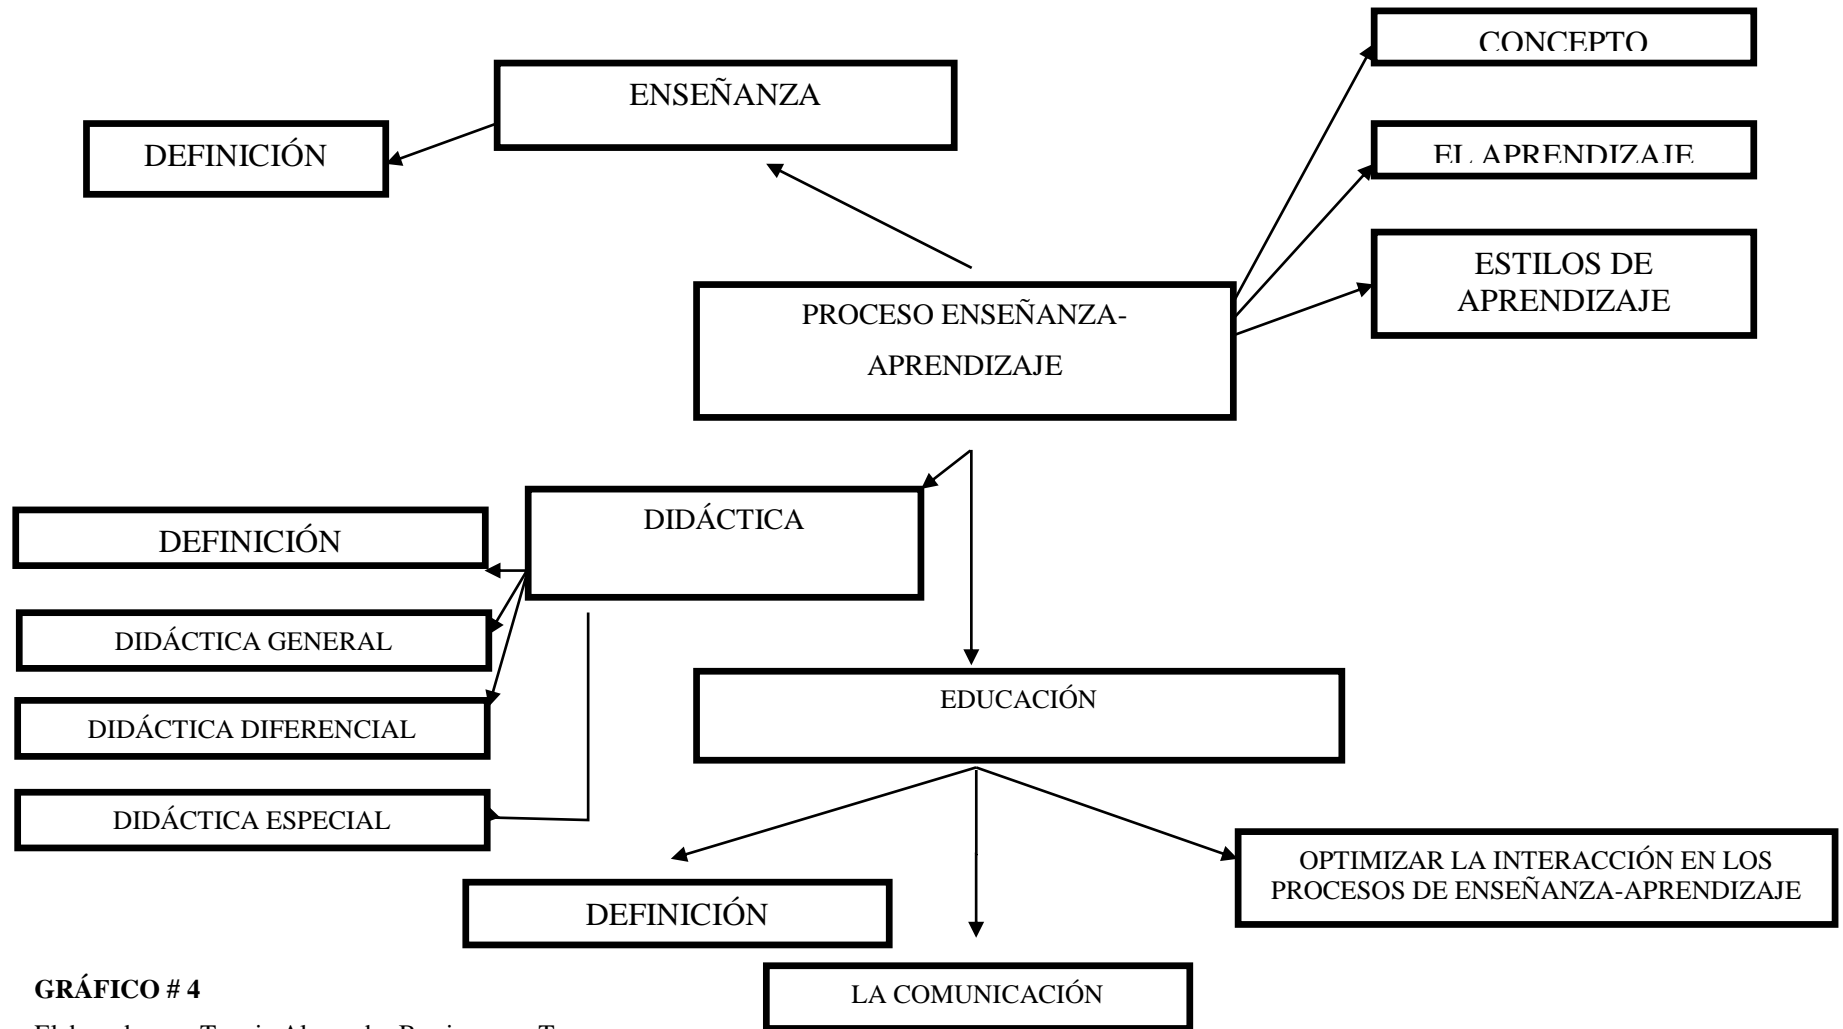 CONCEPTO
ENSEÑANZA
DEFINICIÓN
EL APRENDIZAJE
ESTILOS DE
APRENDIZAJE
PROCESO ENSEÑANZA-
APRENDIZAJE
DIDÁCTICA
DEFINICIÓN
DIDÁCTICA GENERAL
DIDÁCTICA DIFERENCIAL
DIDÁCTICA ESPECIAL
EDUCACIÓN
OPTIMIZAR LA INTERACCIÓN EN LOS
PROCESOS DE ENSEÑANZA-APRENDIZAJE
DEFINICIÓN
LA COMUNICACIÓN
GRÁFICO # 4